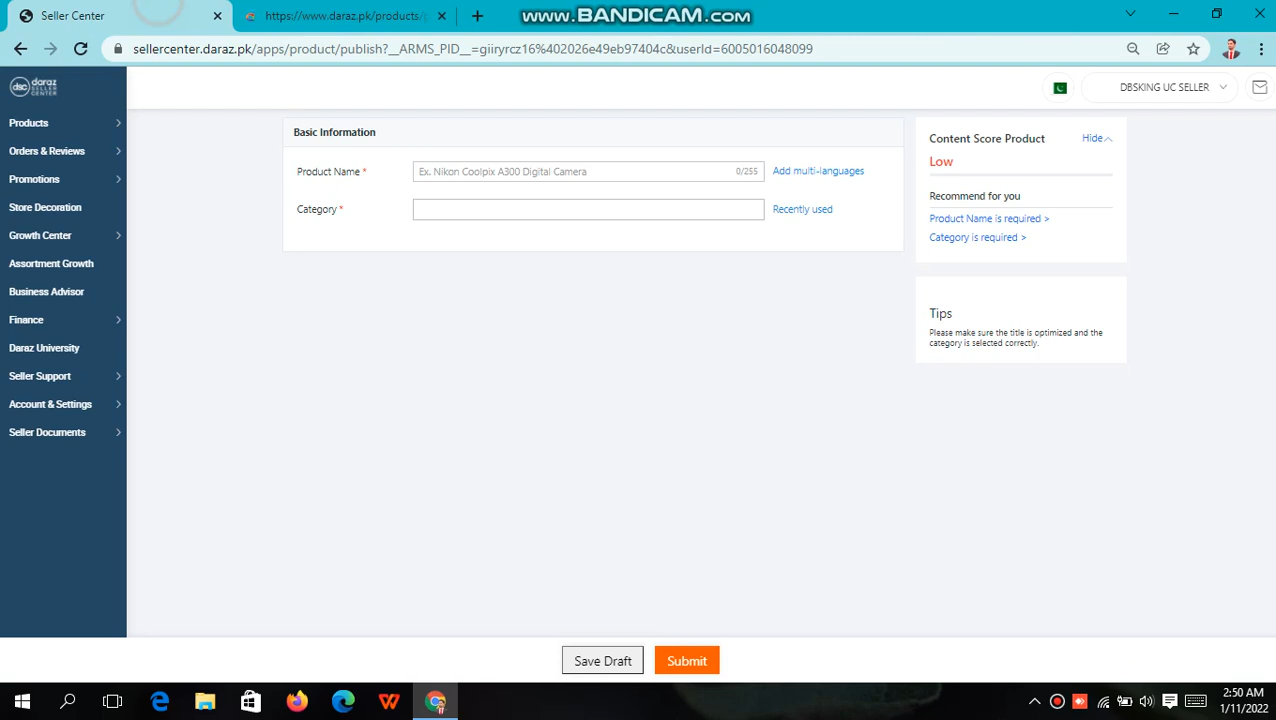 Seller Center
https://www.daraz.pk/products/
www.BANDICAM.com
sellercenter.daraz.pk/apps/product/publish?__ARMS_PID__=giiryrcz16%402026e49eb97404c&userId=6005016048099
dsc daraz SELLER CENTER
DBSKING UC SELLER
Products
Orders & Reviews
Promotions
Store Decoration
Growth Center
Assortment Growth
Business Advisor
Finance
Daraz University
Seller Support
Account & Settings
Seller Documents
Basic Information
Product Name *
Ex. Nikon Coolpix A300 Digital Camera
0/255
Add multi-languages
Category *
Recently used
Content Score Product
Hide
Low
Recommend for you
Product Name is required >
Category is required >
Tips
Please make sure the title is optimized and the
category is selected correctly.
Save Draft
Submit
2:50 AM
1/11/2022